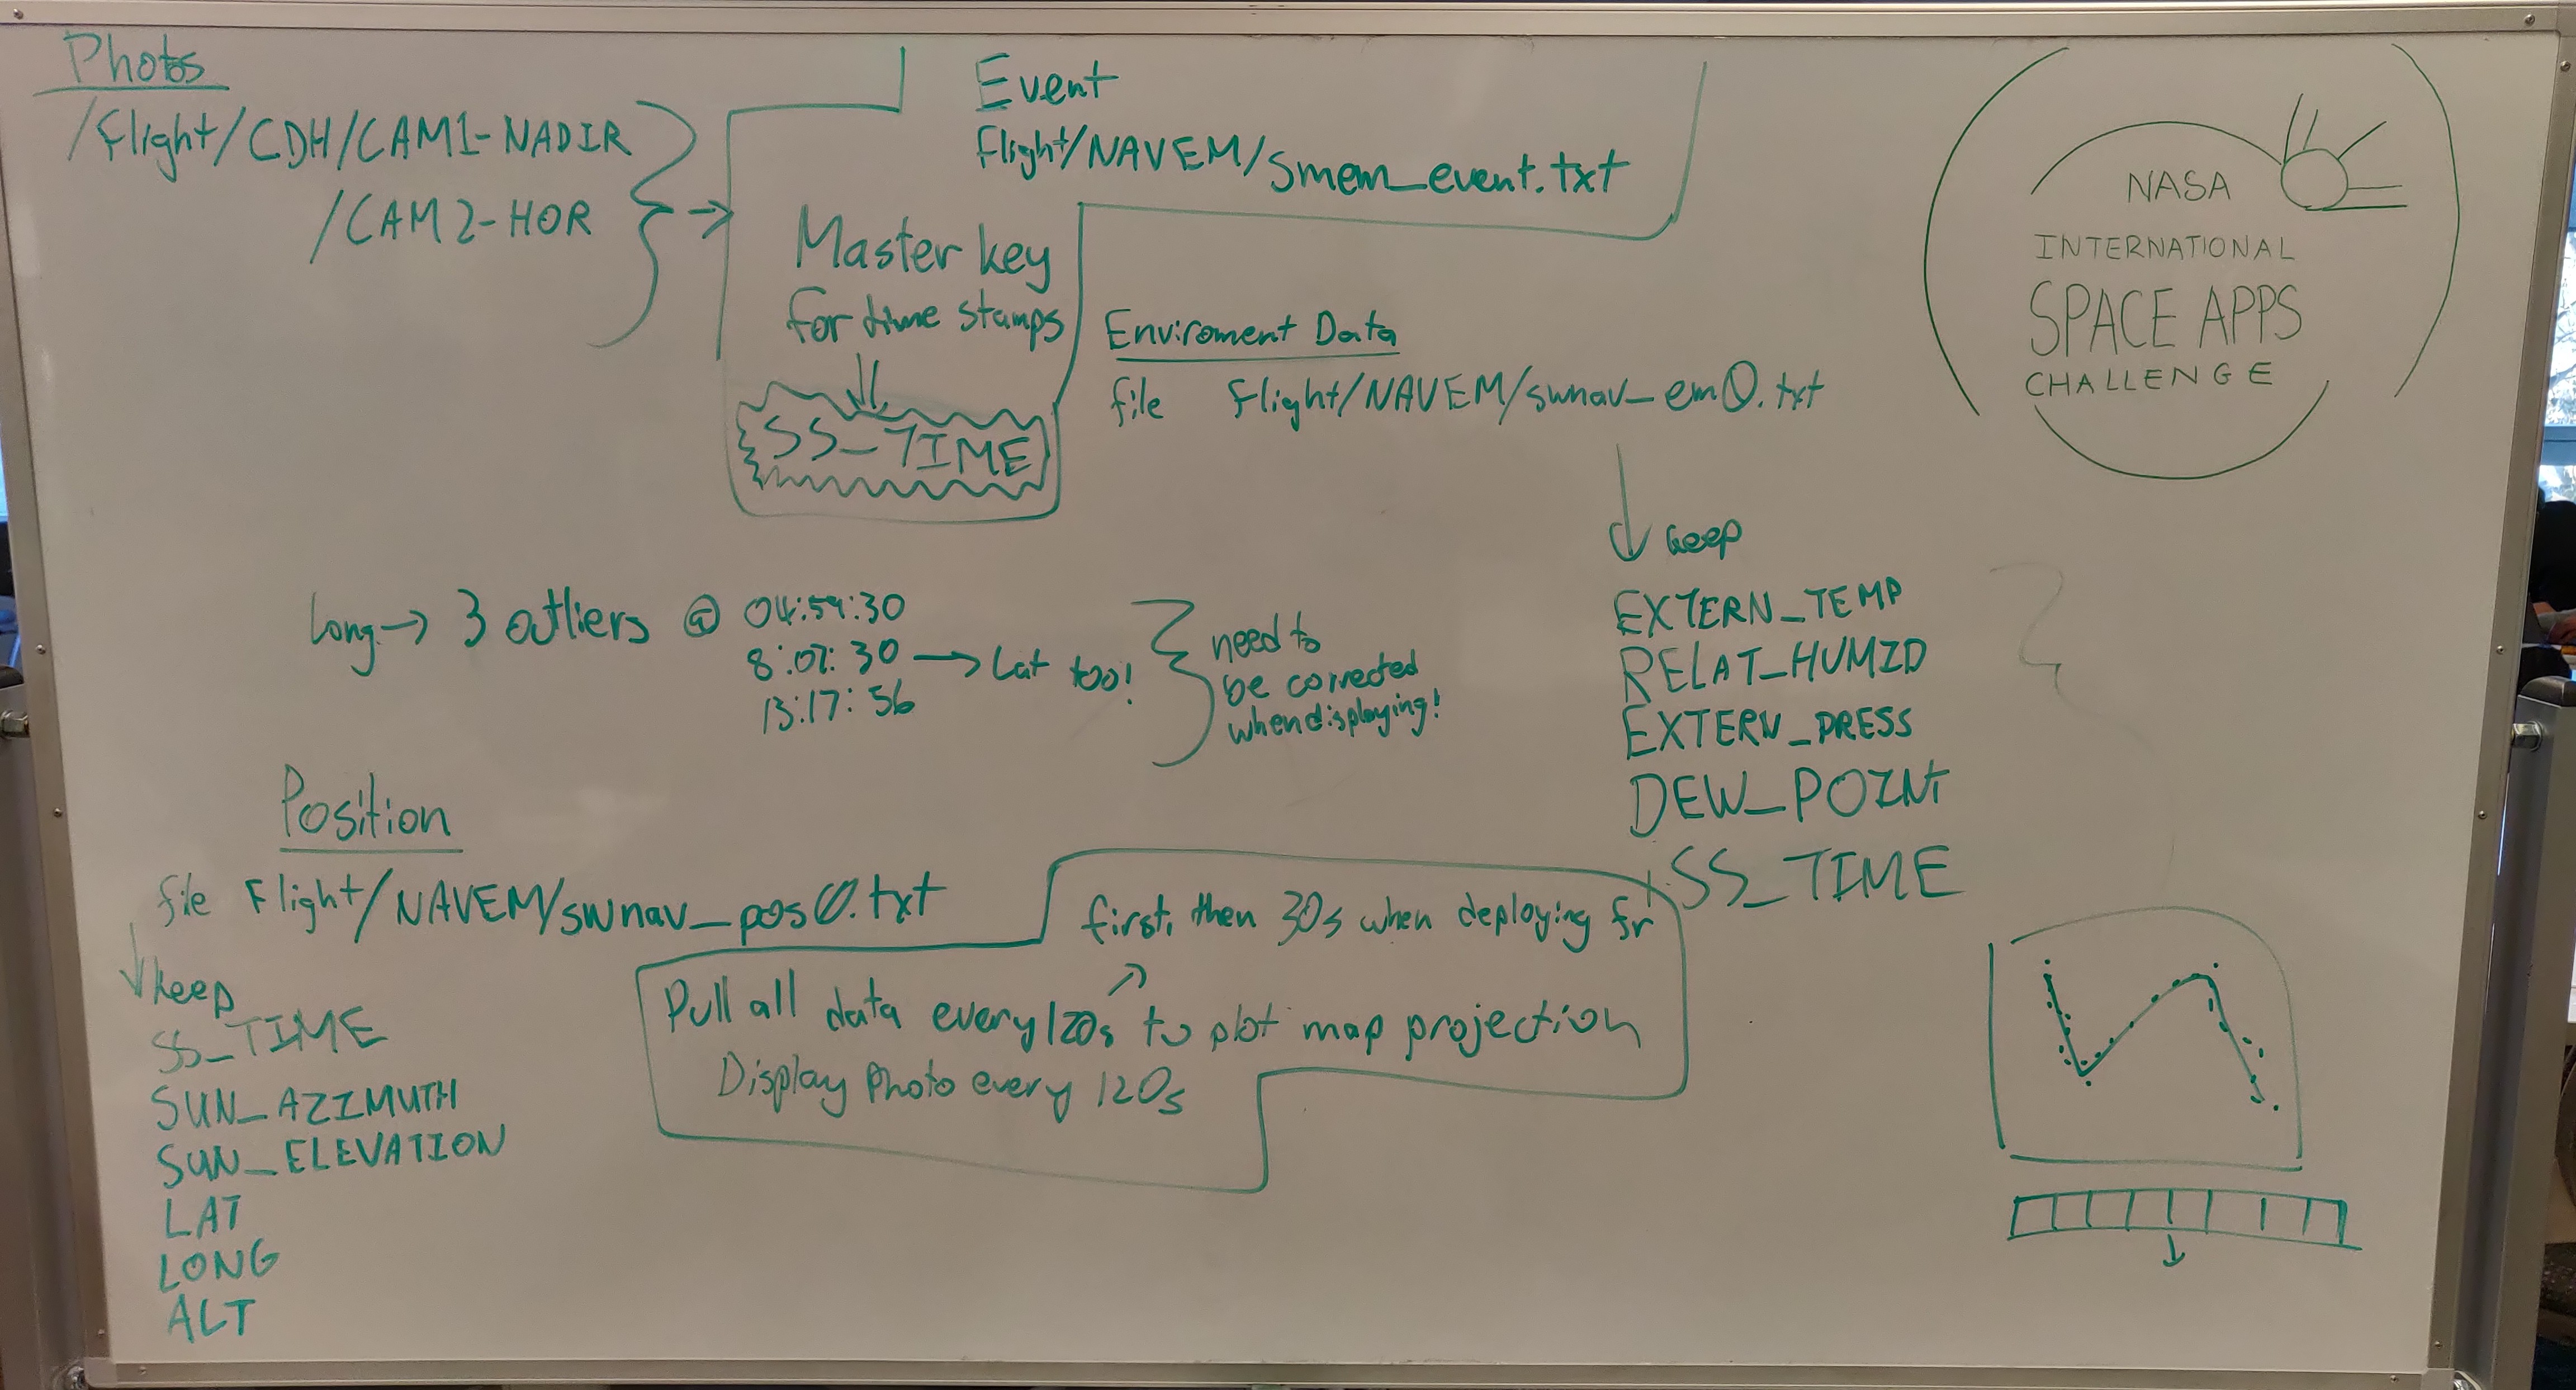 Photos
/Flight/CDH/CAM1-NADIR
/CAM2-HOR
Event
Flight/NAVEM/smem_event.txt
Master key
for time stamps
SS_TIME
Enviroment Data
file Flight/NAVEM/swnav_em0.txt
keep
EXTERN_TEMP
RELAT_HUMID
EXTERN_PRESS
DEW_POINT
+SS_TIME
NASA
INTERNATIONAL
SPACE APPS
CHALLENGE
Long → 3 outliers @ 04:59:30
8:07:30 → Lat too!
13:17:56
need to
be corrected
when displaying!
Position
file Flight/NAVEM/swnav_pos0.txt
keep
SS_TIME
SUN_AZIMUTH
SUN_ELEVATION
LAT
LONG
ALT
first, then 30s when deploying fr
Pull all data every 120s to plot map projection
Display Photo every 120s